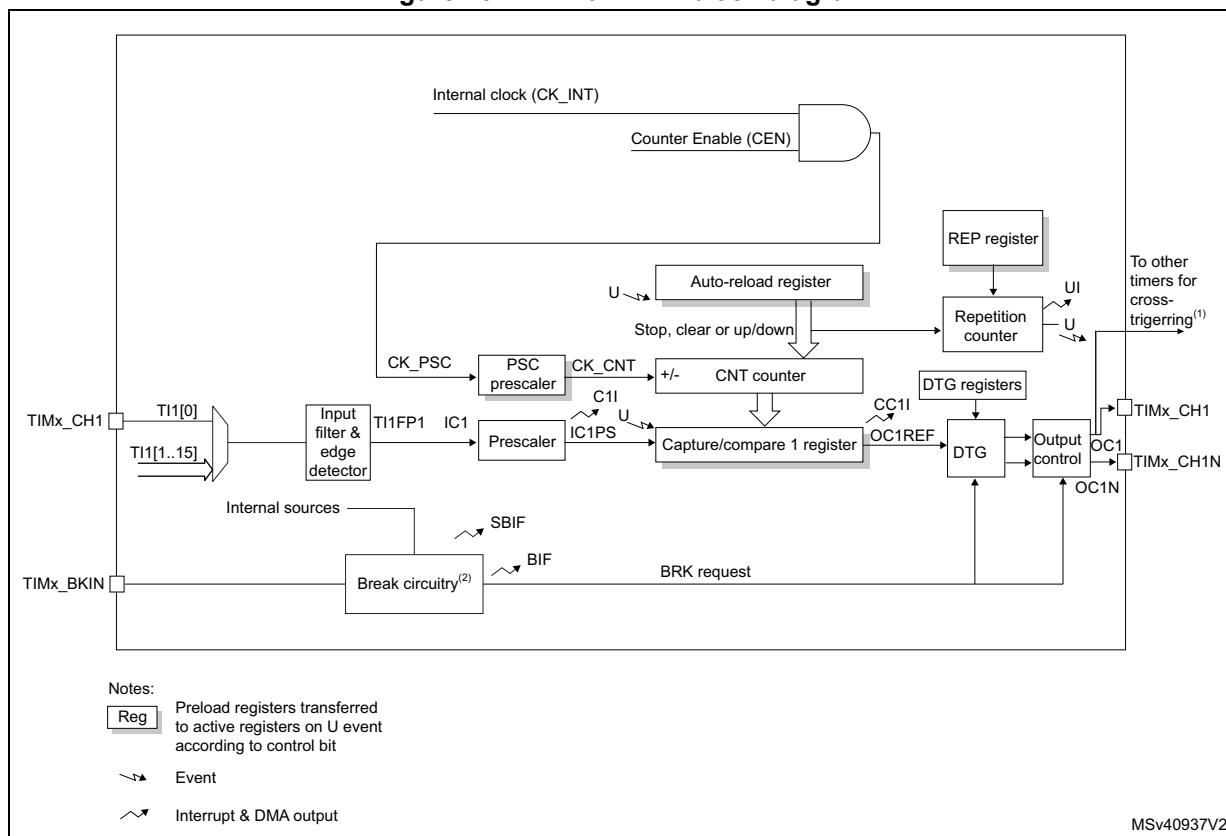 Internal clock (CK_INT)
Counter Enable (CEN)
REP register
To other
timers for
cross-
trigerring(1)
Auto-reload register
U
UI
Stop, clear or up/down
Repetition
counter
U
CK_PSC
PSC
prescaler
CK_CNT
+/-
CNT counter
DTG registers
TIMx_CH1
TI1[0]
TI1[1..15]
Input
filter &
edge
detector
TI1FP1
IC1
Prescaler
C1I
IC1PS
U
Capture/compare 1 register
CC1I
OC1REF
DTG
Output
control
OC1
TIMx_CH1
TIMx_CH1N
OC1N
Internal sources
SBIF
BIF
TIMx_BKIN
Break circuitry(2)
BRK request
Notes:
Reg
Preload registers transferred
to active registers on U event
according to control bit
Event
Interrupt & DMA output
MSv40937V2